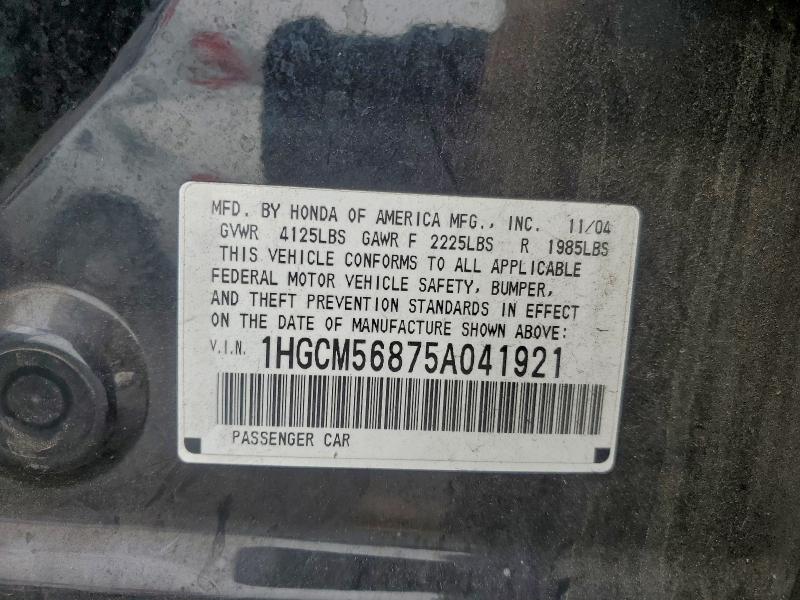 MFD. BY HONDA OF AMERICA MFG., INC. 11/04
GVWR 4125LBS GAWR F 2225LBS R 1985LBS
THIS VEHICLE CONFORMS TO ALL APPLICABLE
FEDERAL MOTOR VEHICLE SAFETY, BUMPER,
AND THEFT PREVENTION STANDARDS IN EFFECT
ON THE DATE OF MANUFACTURE SHOWN ABOVE:
V.I.N. 1HGCM56875A041921
PASSENGER CAR